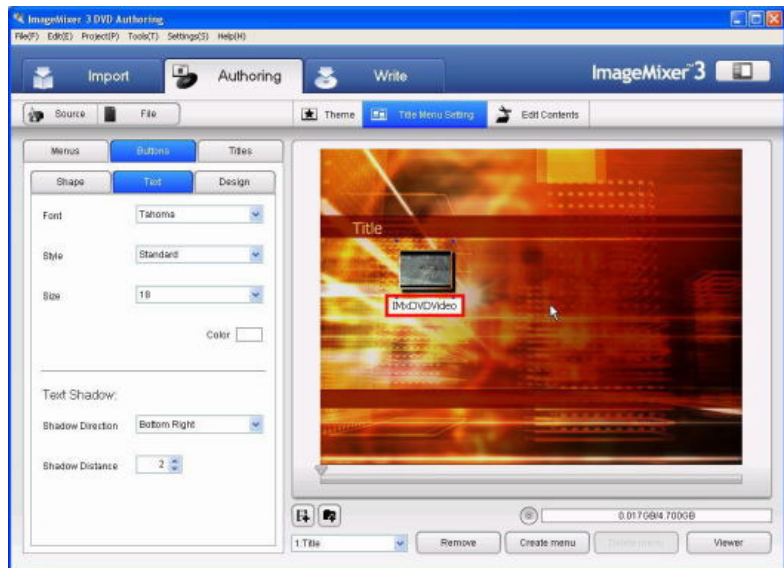 ImageMixer 3 DVD Authoring
File(F) Edit(E) Project(P) Tools(T) Settings(S) Help(H)
Import Authoring Write ImageMixer™3
Source File Theme Title Menu Setting Edit Contents
Menus Buttons Titles
Shape Text Design
Font Tahoma
Style Standard
Size 18
Color
Text Shadow:
Shadow Direction Bottom Right
Shadow Distance 2
Title
IMxDVDVideo
0.017GB/4.700GB
1.Title Remove Create menu Delete menu Viewer